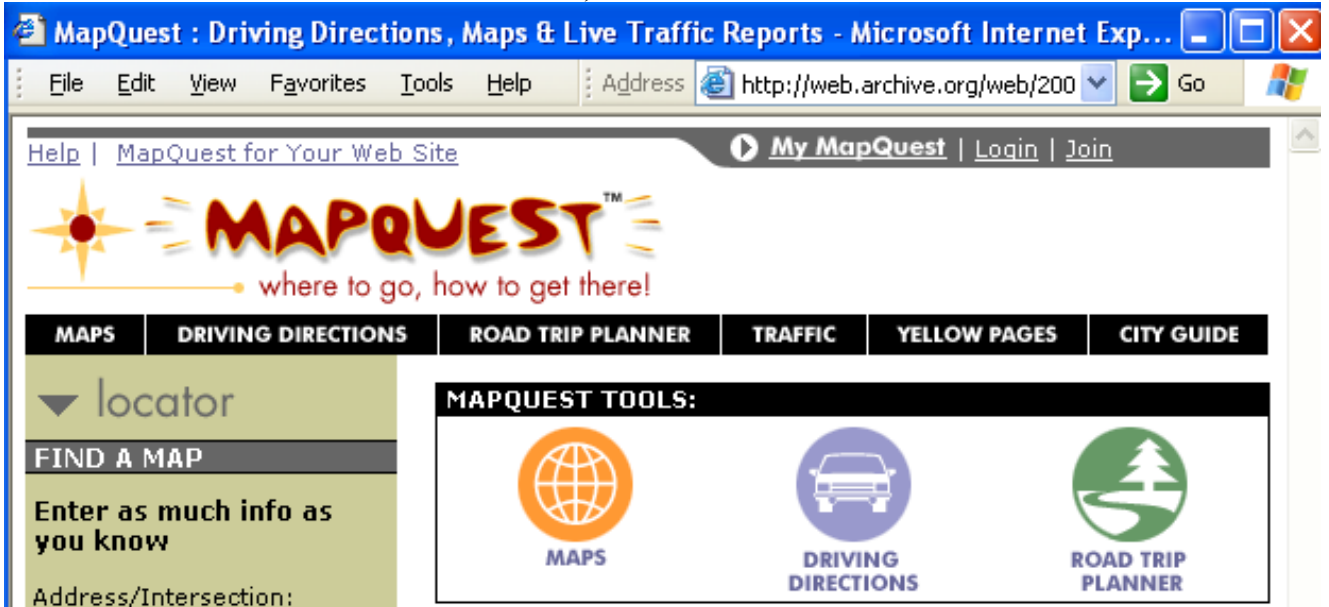 MapQuest : Driving Directions, Maps & Live Traffic Reports - Microsoft Internet Exp...
File Edit View Favorites Tools Help Address http://web.archive.org/web/200 Go
Help | MapQuest for Your Web Site My MapQuest | Login | Join
MAPQUEST™
where to go, how to get there!
MAPS DRIVING DIRECTIONS ROAD TRIP PLANNER TRAFFIC YELLOW PAGES CITY GUIDE
locator
FIND A MAP
Enter as much info as
you know
Address/Intersection:
MAPQUEST TOOLS:
MAPS
DRIVING
DIRECTIONS
ROAD TRIP
PLANNER